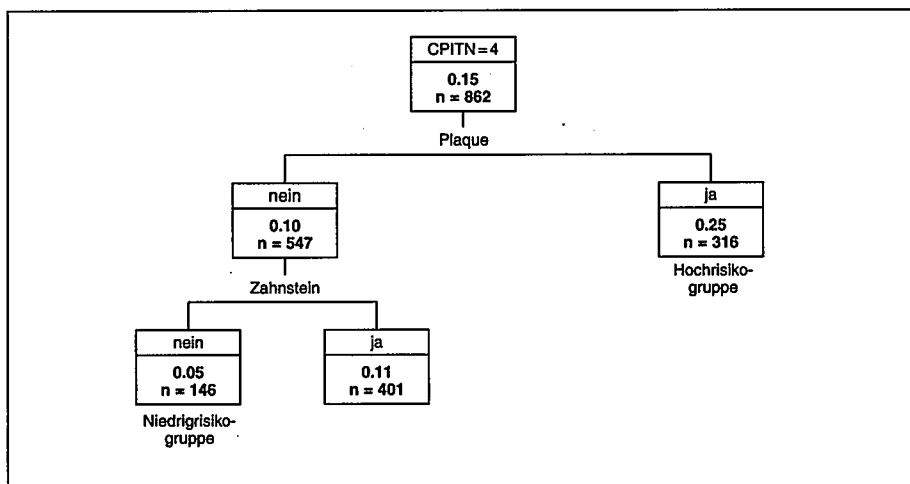 CPITN=4
0.15
n = 862
Plaque
nein
0.10
n = 547
ja
0.25
n = 316
Hochrisiko-
gruppe
Zahnstein
nein
0.05
n = 146
Niedrigrisiko-
gruppe
ja
0.11
n = 401